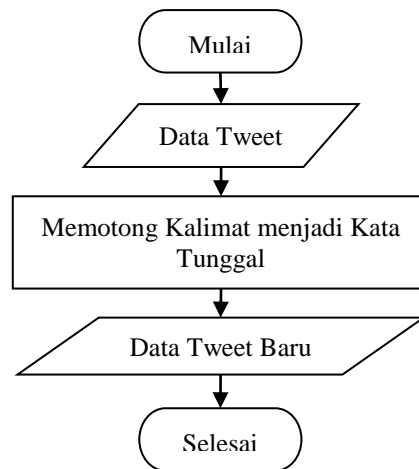 Mulai
Data Tweet
Memotong Kalimat menjadi Kata
Tunggal
Data Tweet Baru
Selesai